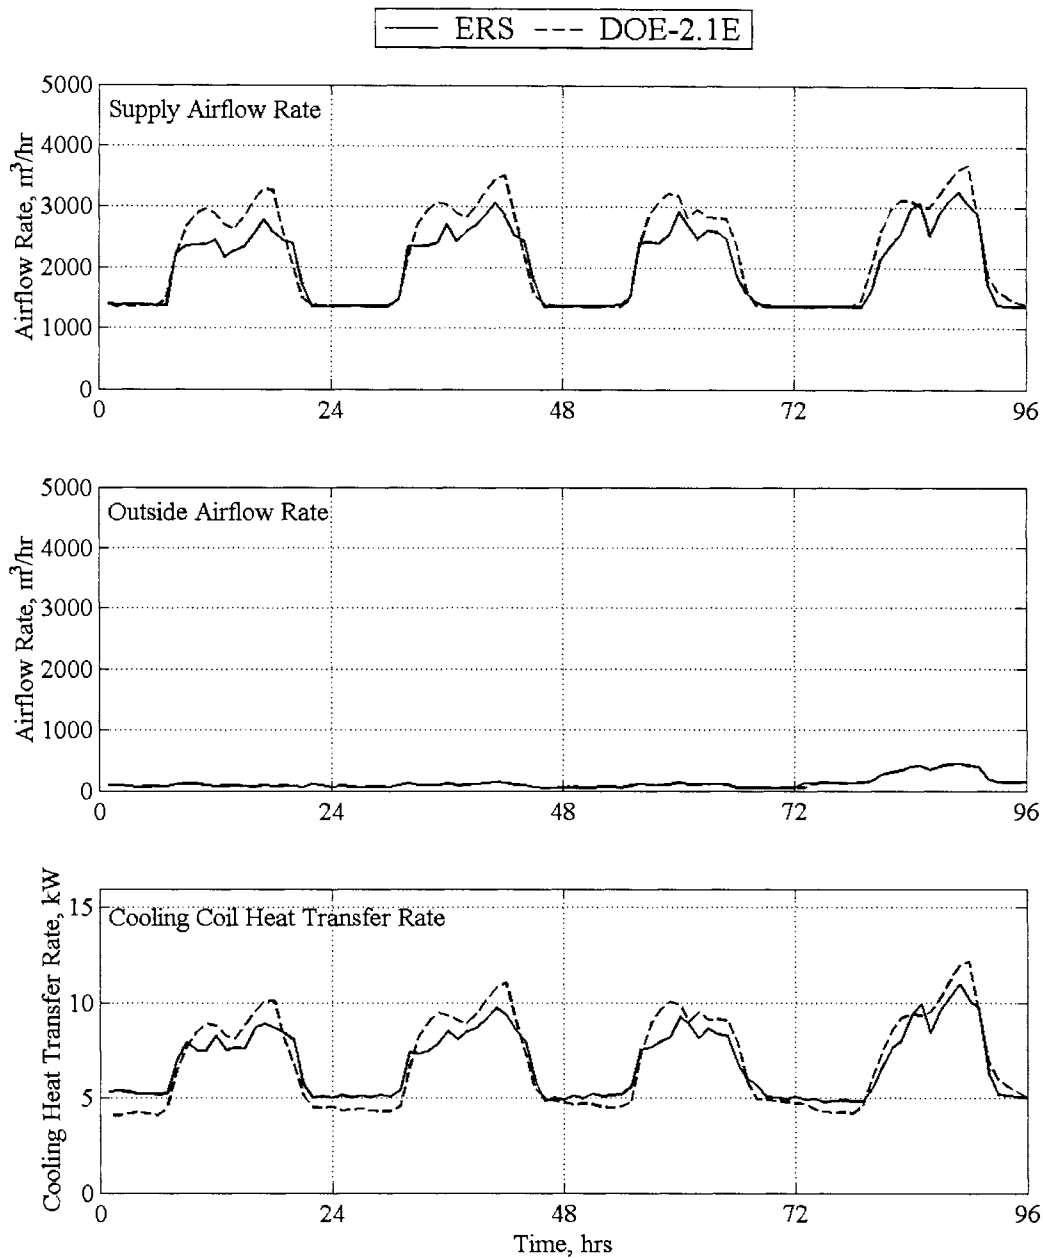 ERS DOE-2.1E
Supply Airflow Rate
Airflow Rate, m³/hr
5000
4000
3000
2000
1000
0
0 24 48 72 96
Outside Airflow Rate
Airflow Rate, m³/hr
5000
4000
3000
2000
1000
0
0 24 48 72 96
Cooling Coil Heat Transfer Rate
Cooling Heat Transfer Rate, kW
15
10
5
0
0 24 48 72 96
Time, hrs